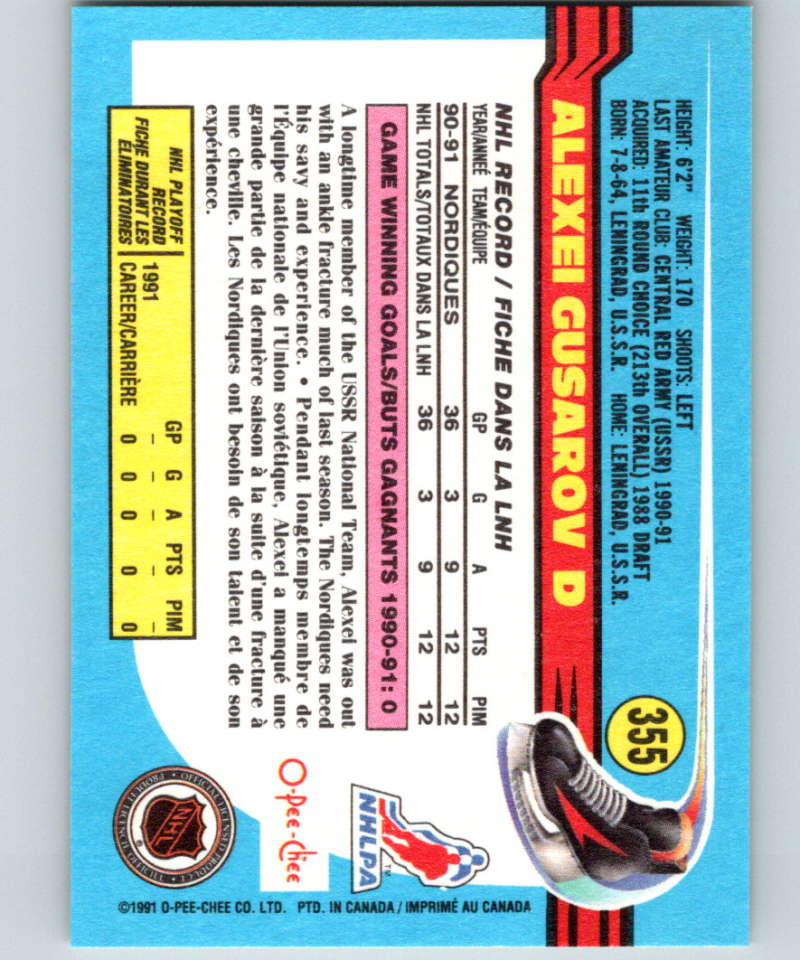 HEIGHT: 6'2" WEIGHT: 170 SHOOTS: LEFT
LAST AMATEUR CLUB: CENTRAL RED ARMY (USSR) 1990-91
ACQUIRED: 11th ROUND CHOICE (213th OVERALL) 1988 DRAFT
BORN: 7-8-64, LENINGRAD, U.S.S.R. HOME: LENINGRAD, U.S.S.R.
355
ALEXEI GUSAROV D
NHL RECORD / FICHE DANS LA LNH
YEAR/ANNÉE TEAM/ÉQUIPE GP G A PTS PIM
90-91 NORDIQUES 36 3 9 12 12
NHL TOTALS/TOTAUX DANS LA LNH 36 3 9 12 12
GAME WINNING GOALS/BUTS GAGNANTS 1990-91: 0
A longtime member of the USSR National Team, Alexei was out
with an ankle fracture much of last season. The Nordiques need
his savy and experience. • Pendant longtemps membre de
l'Équipe nationale de l'Union soviétique, Alexei a manqué une
grande partie de la dernière saison à la suite d'une fracture à
une cheville. Les Nordiques ont besoin de son talent et de son
expérience.
NHL PLAYOFF
RECORD
FICHE DURANT LES
ÉLIMINATOIRES
GP G A PTS PIM
1991 – – – – –
CAREER/CARRIÈRE 0 0 0 0 0
NHLPA
TM
O-Pee-Chee
OFFICIAL LICENSED PRODUCT
NHL
®
PRODUIT LICENCIÉ OFFICIEL
©1991 O-PEE-CHEE CO. LTD. PTD. IN CANADA / IMPRIMÉ AU CANADA